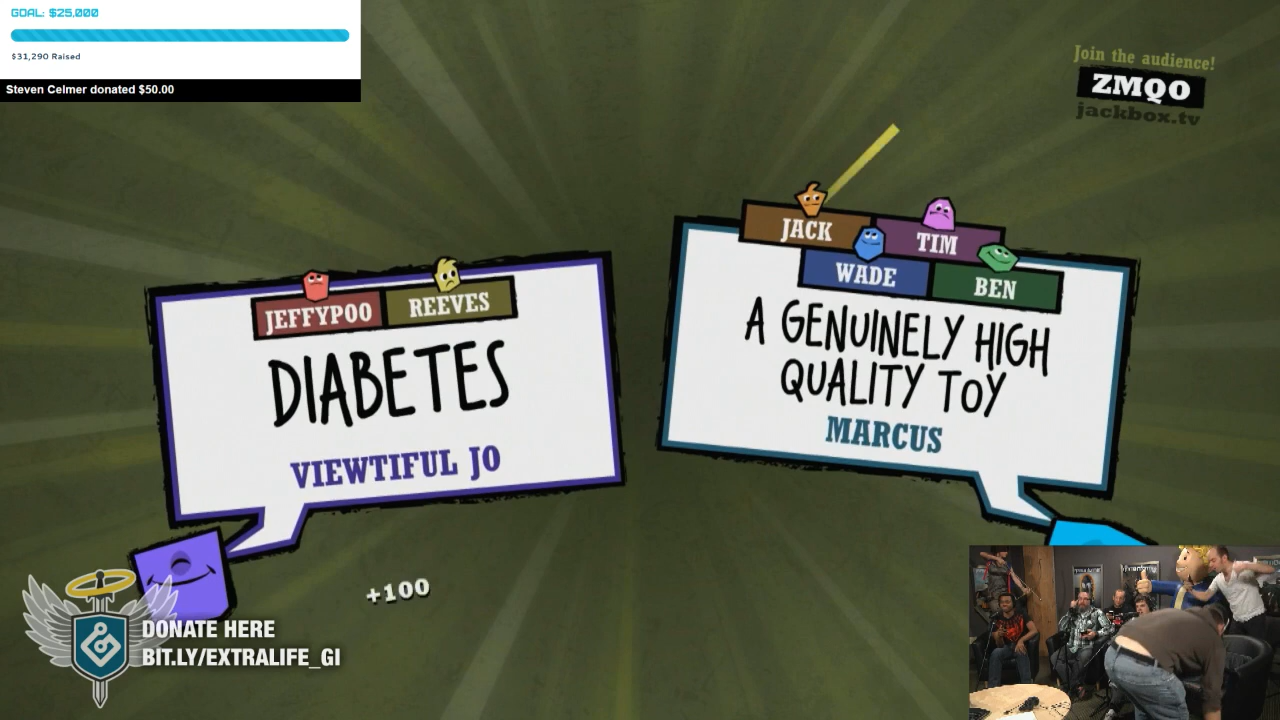 GOAL: $25,000
$31,290 Raised
Steven Celmer donated $50.00
Join the audience!
ZMQO
jackbox.tv
JEFFYPOO
REEVES
DIABETES
VIEWTIFUL JO
JACK
TIM
WADE
BEN
A GENUINELY HIGH
QUALITY TOY
MARCUS
+100
DONATE HERE
BIT.LY/EXTRALIFE_GI